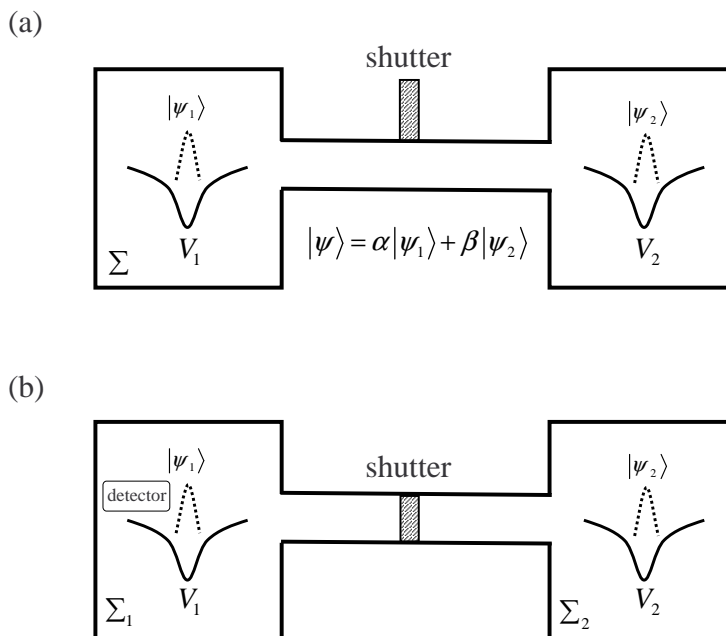 (a)
shutter
|ψ₁⟩ |ψ₂⟩
V₁ V₂
|ψ⟩ = α|ψ₁⟩ + β|ψ₂⟩
Σ
(b)
|ψ₁⟩ shutter |ψ₂⟩
detector
Σ₁ V₁ Σ₂ V₂